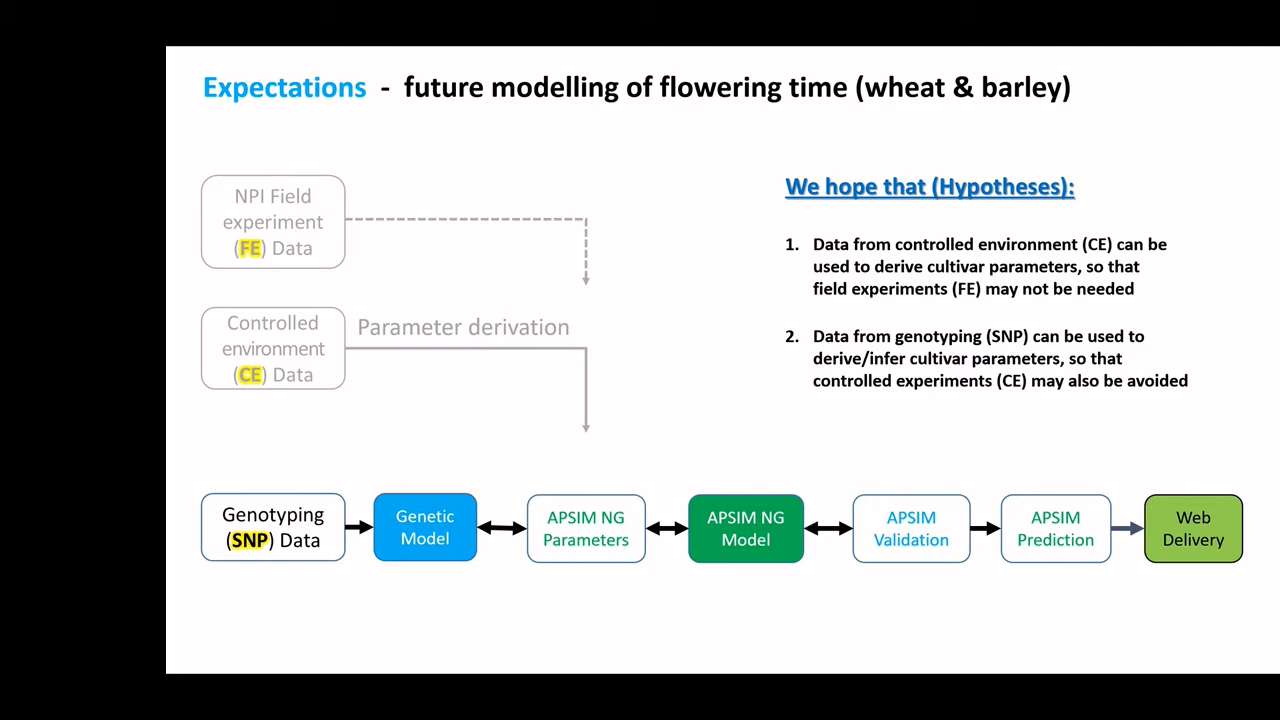 Expectations - future modelling of flowering time (wheat & barley)
NPI Field
experiment
(FE) Data
Controlled
environment
(CE) Data
Parameter derivation
We hope that (Hypotheses):
1. Data from controlled environment (CE) can be
used to derive cultivar parameters, so that
field experiments (FE) may not be needed
2. Data from genotyping (SNP) can be used to
derive/infer cultivar parameters, so that
controlled experiments (CE) may also be avoided
Genotyping
(SNP) Data
Genetic
Model
APSIM NG
Parameters
APSIM NG
Model
APSIM
Validation
APSIM
Prediction
Web
Delivery